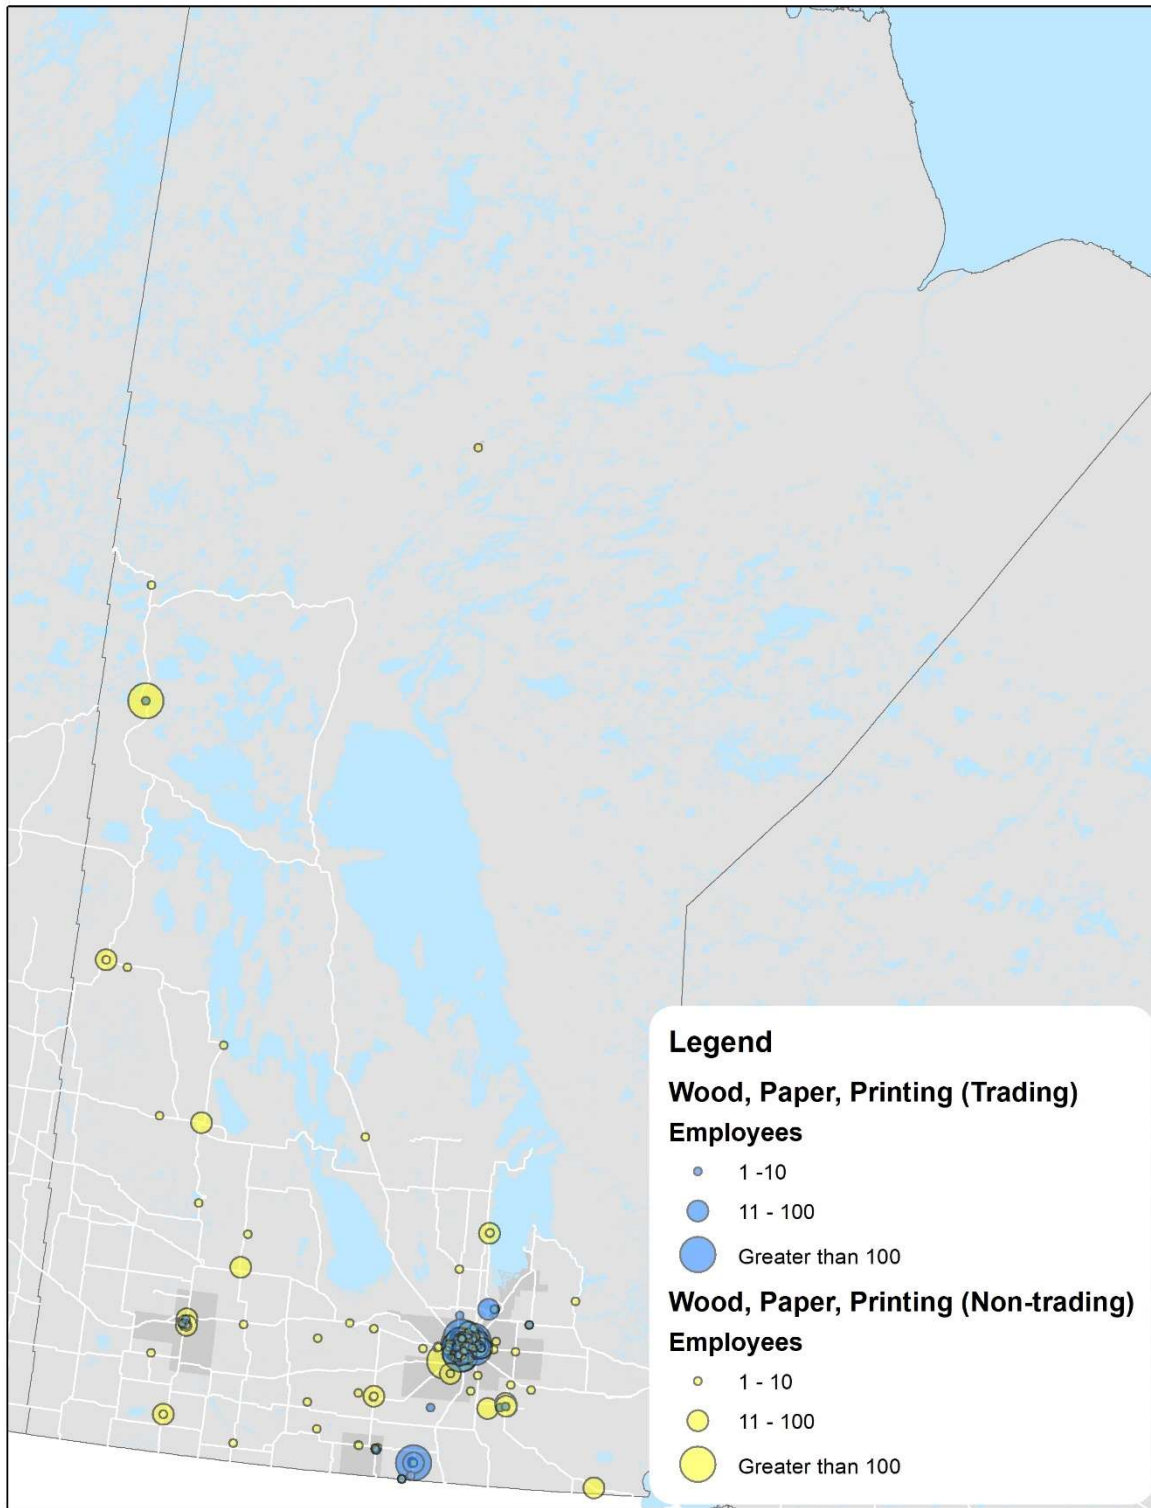 Legend
Wood, Paper, Printing (Trading)
Employees
1 -10
11 - 100
Greater than 100
Wood, Paper, Printing (Non-trading)
Employees
1 - 10
11 - 100
Greater than 100